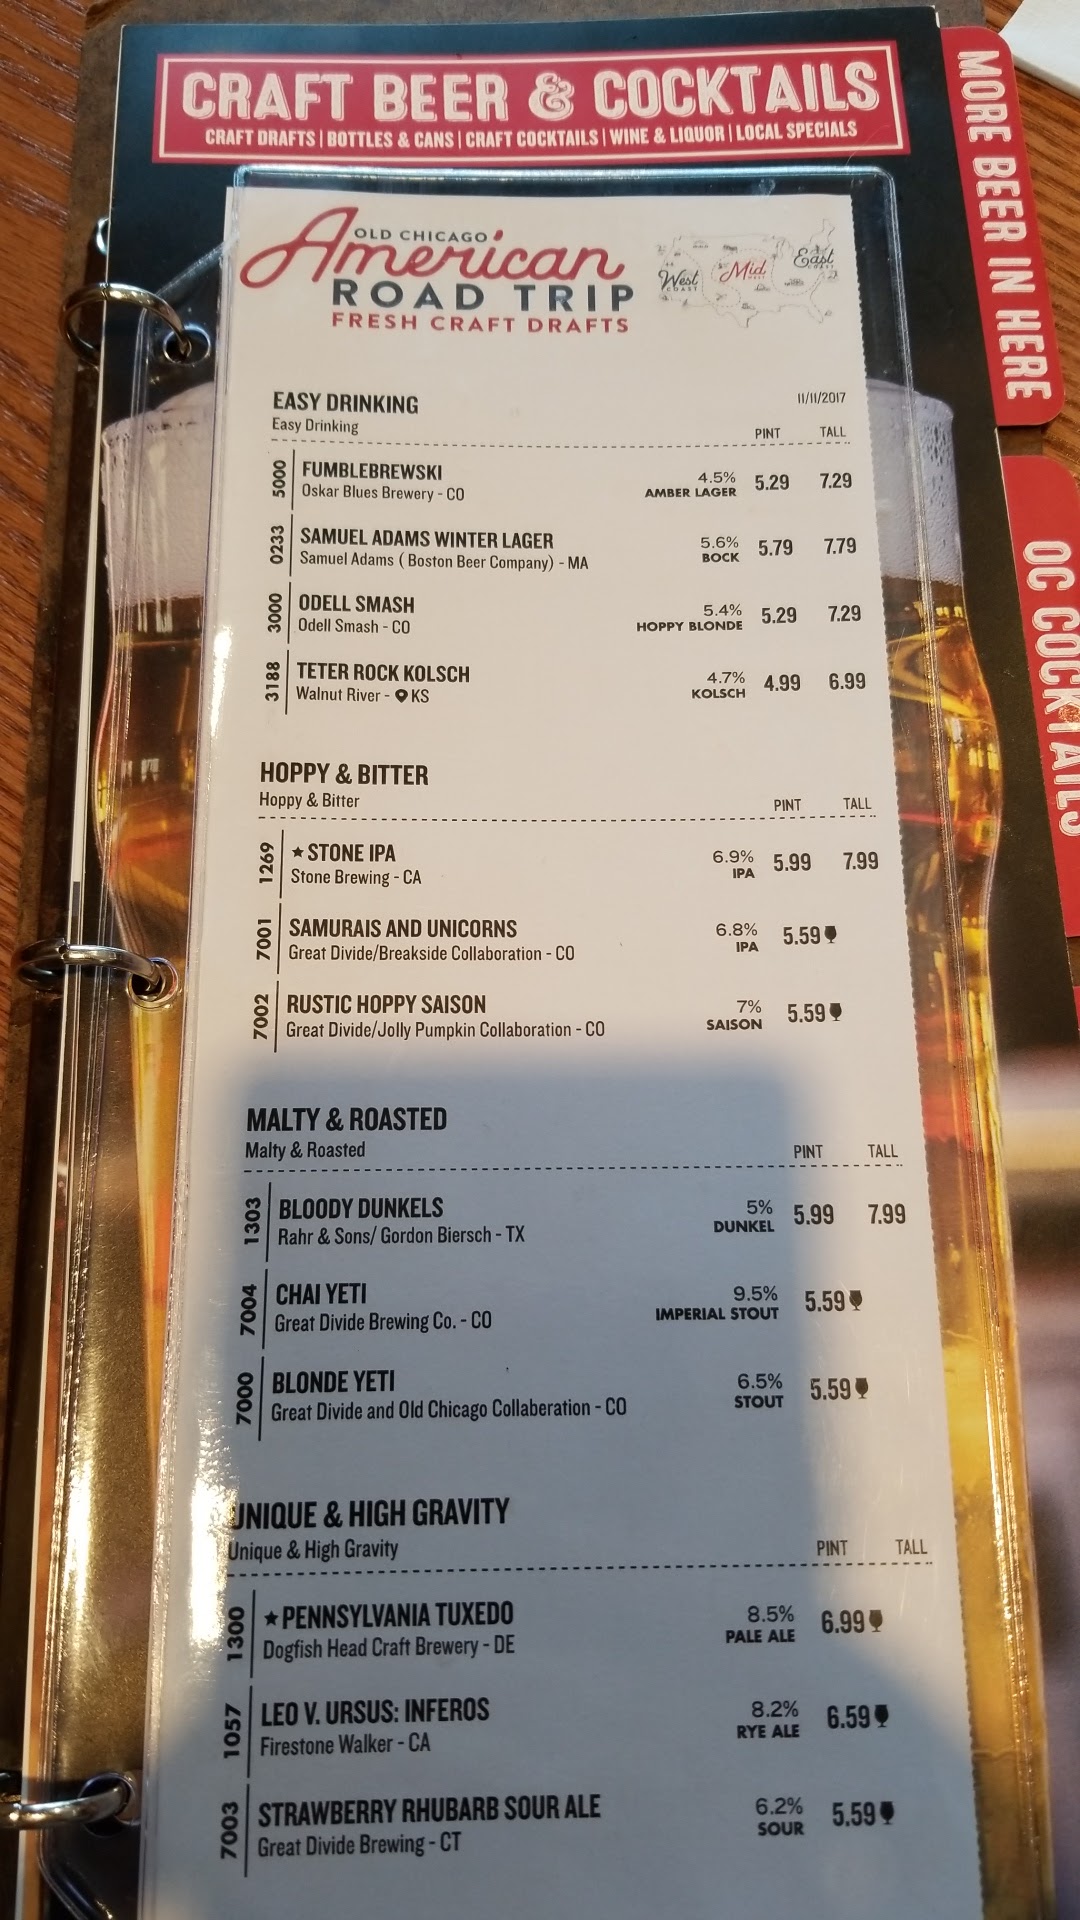 CRAFT BEER & COCKTAILS
CRAFT DRAFTS | BOTTLES & CANS | CRAFT COCKTAILS | WINE & LIQUOR | LOCAL SPECIALS
MORE BEER IN HERE
OC COCKTAILS
OLD CHICAGO
American
ROAD TRIP
FRESH CRAFT DRAFTS
West COAST
Mid WEST
East COAST
EASY DRINKING 11/11/2017
Easy Drinking PINT TALL
5000 FUMBLEBREWSKI 4.5% 5.29 7.29
Oskar Blues Brewery - CO AMBER LAGER
0233 SAMUEL ADAMS WINTER LAGER 5.6% 5.79 7.79
Samuel Adams ( Boston Beer Company) - MA BOCK
3000 ODELL SMASH 5.4% 5.29 7.29
Odell Smash - CO HOPPY BLONDE
3188 TETER ROCK KOLSCH 4.7% 4.99 6.99
Walnut River - KS KOLSCH
HOPPY & BITTER
Hoppy & Bitter PINT TALL
1269 ★ STONE IPA 6.9% 5.99 7.99
Stone Brewing - CA IPA
7001 SAMURAIS AND UNICORNS 6.8% 5.59
Great Divide/Breakside Collaboration - CO IPA
7002 RUSTIC HOPPY SAISON 7% 5.59
Great Divide/Jolly Pumpkin Collaboration - CO SAISON
MALTY & ROASTED
Malty & Roasted PINT TALL
1303 BLOODY DUNKELS 5% 5.99 7.99
Rahr & Sons/ Gordon Biersch - TX DUNKEL
7004 CHAI YETI 9.5% 5.59
Great Divide Brewing Co. - CO IMPERIAL STOUT
7000 BLONDE YETI 6.5% 5.59
Great Divide and Old Chicago Collaberation - CO STOUT
UNIQUE & HIGH GRAVITY
Unique & High Gravity PINT TALL
1300 ★ PENNSYLVANIA TUXEDO 8.5% 6.99
Dogfish Head Craft Brewery - DE PALE ALE
1057 LEO V. URSUS: INFEROS 8.2% 6.59
Firestone Walker - CA RYE ALE
7003 STRAWBERRY RHUBARB SOUR ALE 6.2% 5.59
Great Divide Brewing - CT SOUR